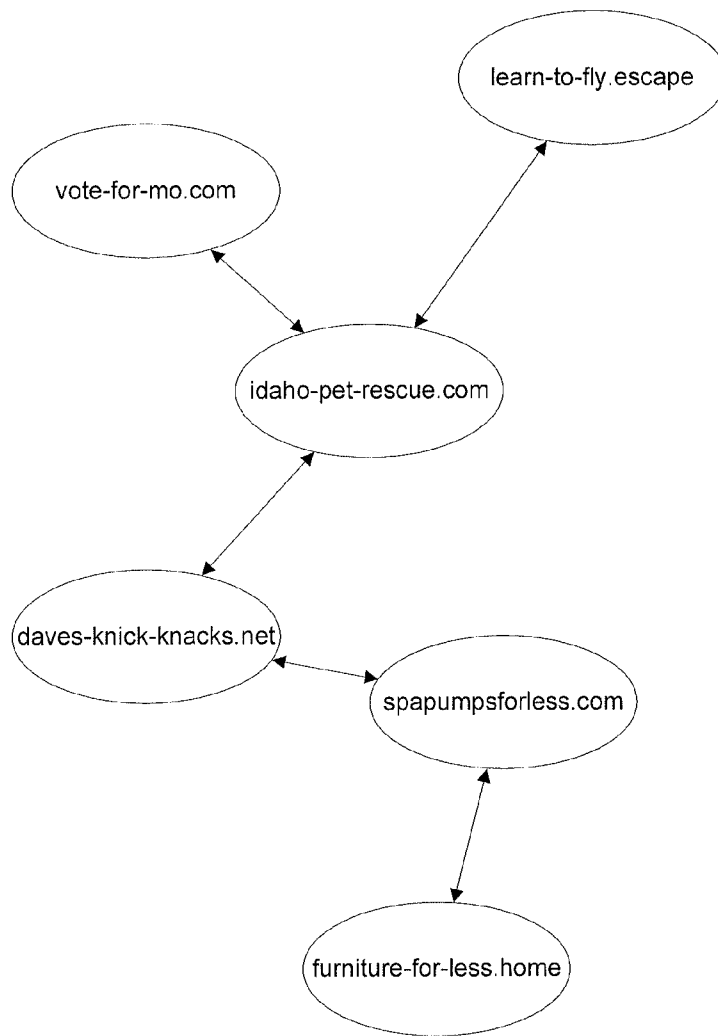 learn-to-fly.escape
vote-for-mo.com
idaho-pet-rescue.com
daves-knick-knacks.net
spapumpsforless.com
furniture-for-less.home